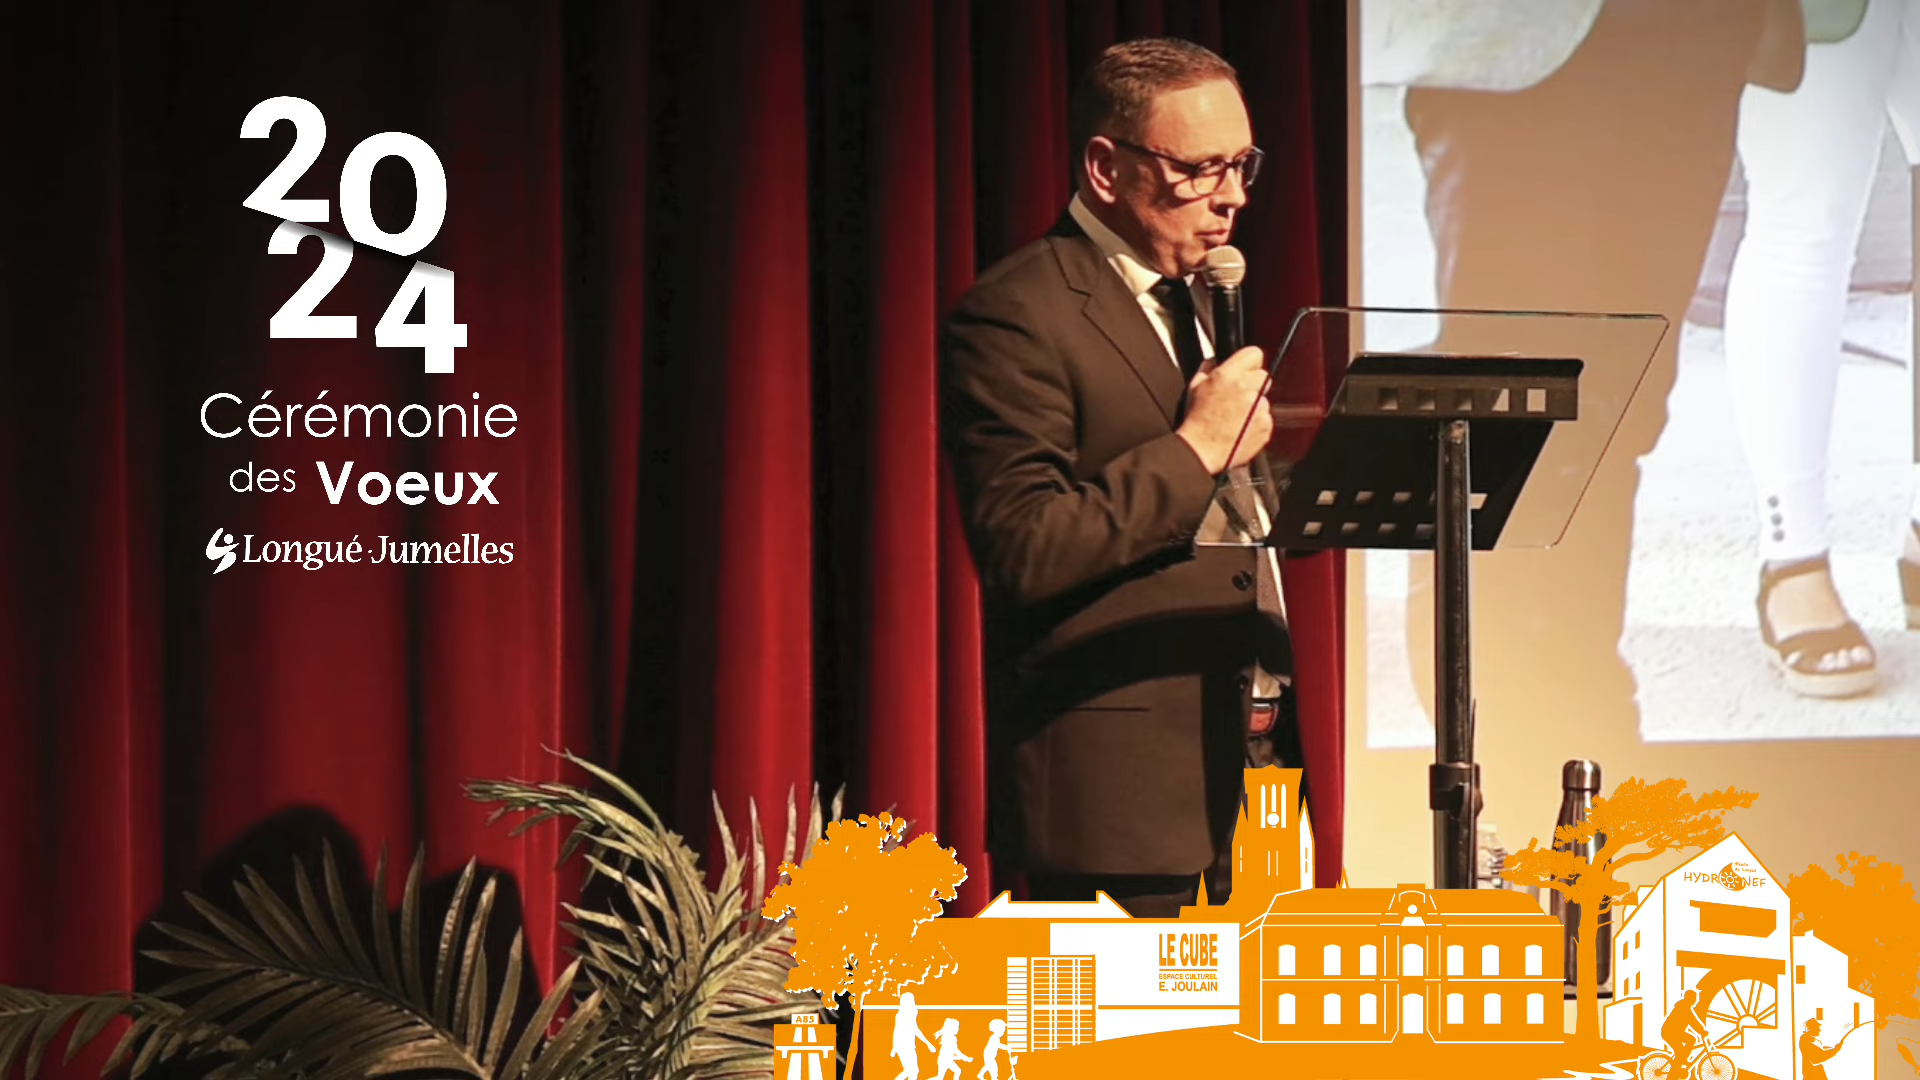 2024
Cérémonie
des Voeux
Longué-Jumelles
LE CUBE
ESPACE CULTUREL
E. JOULAIN
HYDRONEF
A85